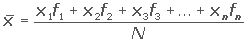 x̄ = (x₁f₁ + x₂f₂ + x₃f₃ + ... + xₙfₙ) / N